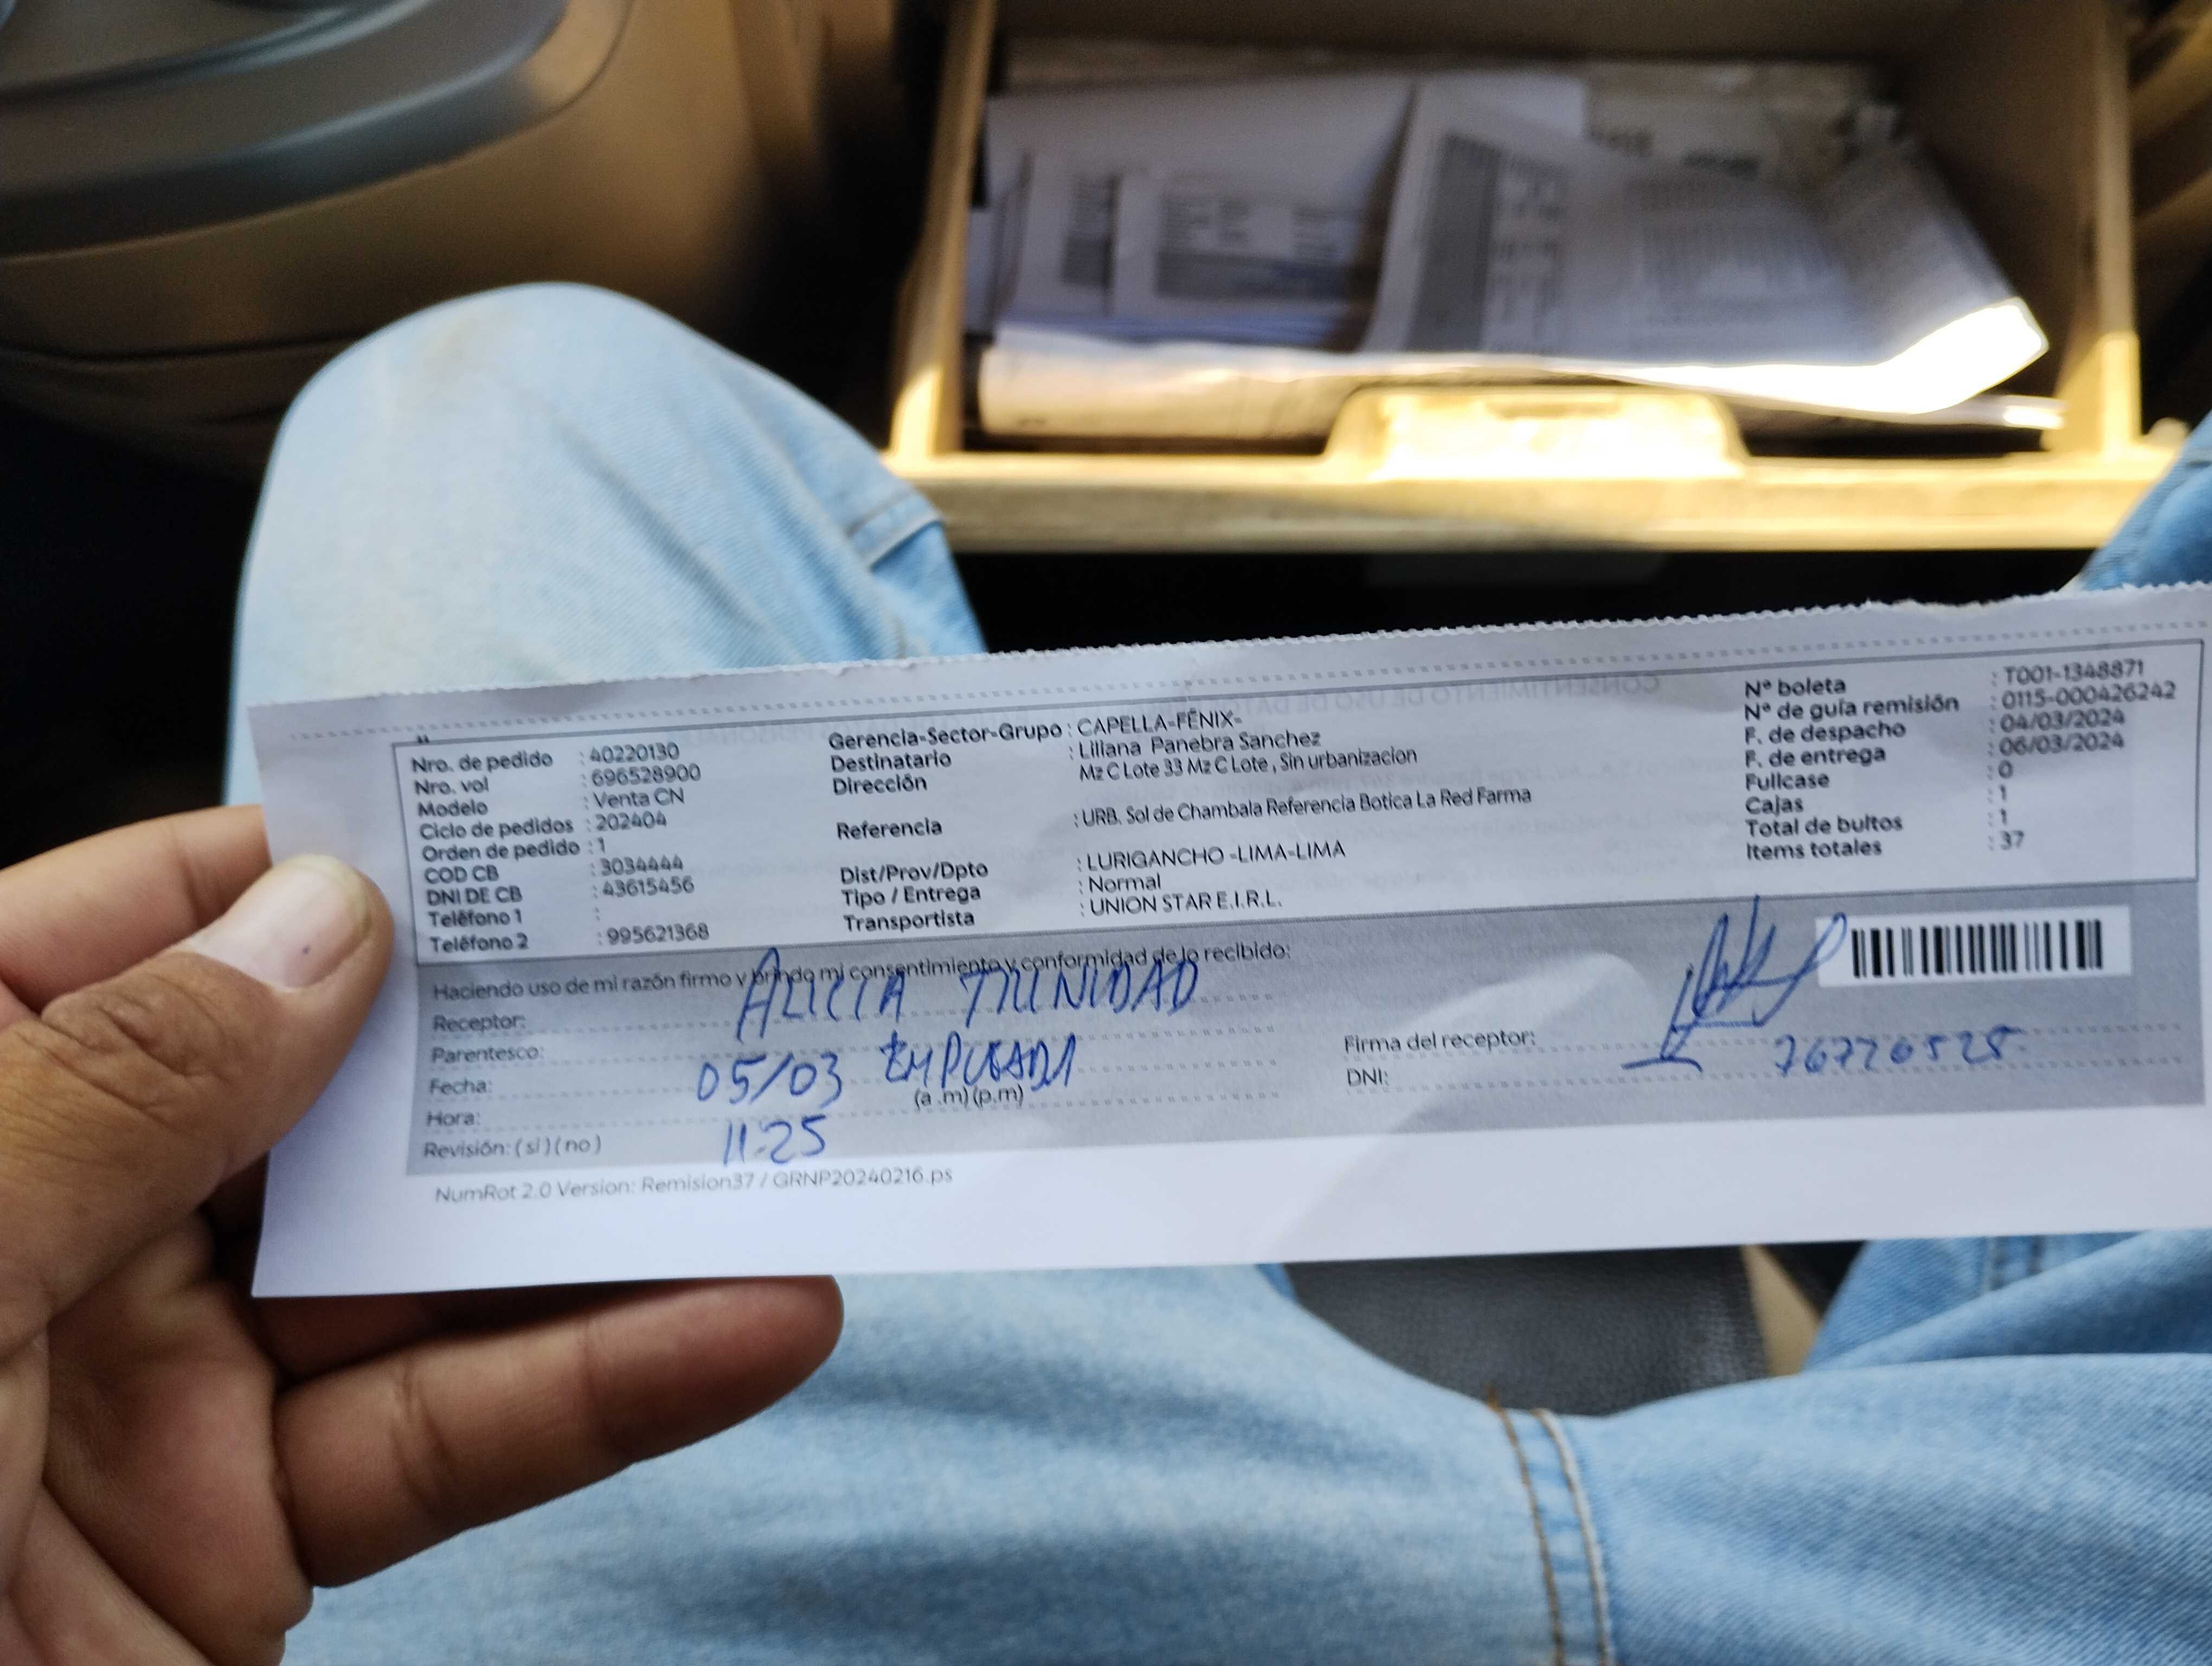 Nro. de pedido : 40220130
Nro. vol : 696528900
Modelo : Venta CN
Ciclo de pedidos : 202404
Orden de pedido : 1
COD CB : 3034444
DNI DE CB : 43615456
Teléfono 1 :
Teléfono 2 : 995621368
Gerencia-Sector-Grupo : CAPELLA-FÉNIX-
Destinatario : Liliana Panebra Sanchez
Dirección Mz C Lote 33 Mz C Lote , Sin urbanizacion
Referencia : URB. Sol de Chambala Referencia Botica La Red Farma
Dist/Prov/Dpto : LURIGANCHO -LIMA-LIMA
Tipo / Entrega : Normal
Transportista : UNION STAR E.I.R.L.
N° boleta : T001-1348871
N° de guía remisión : 0115-000426242
F. de despacho : 04/03/2024
F. de entrega : 06/03/2024
Fullcase : 0
Cajas : 1
Total de bultos : 1
Items totales : 37
Haciendo uso de mi razón firmo y brindo mi consentimiento y conformidad de lo recibido:
Receptor: ALICIA TRINIDAD
Parentesco:
Fecha: 05/03
(a .m) (p.m)
Hora:
11:25
Revisión: ( si ) ( no )
Firma del receptor:
DNI:
NumRot 2.0 Version: Remision37 / GRNP20240216.ps